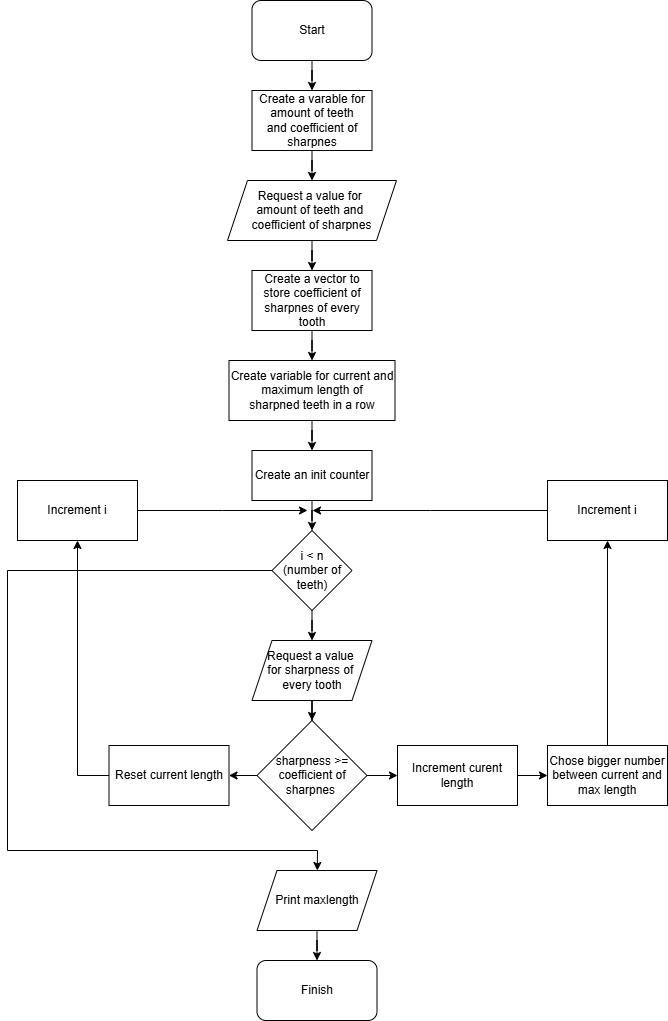 Start
Create a varable for
amount of teeth
and coefficient of
sharpnes
Request a value for
amount of teeth and
coefficient of sharpnes
Create a vector to
store coefficient of
sharpnes of every
tooth
Create variable for current and
maximum length of
sharpned teeth in a row
Create an init counter
Increment i
Increment i
i < n
(number of
teeth)
Request a value
for sharpness of
every tooth
sharpness >=
coefficient of
sharpnes
Reset current length
Increment curent
length
Chose bigger number
between current and
max length
Print maxlength
Finish